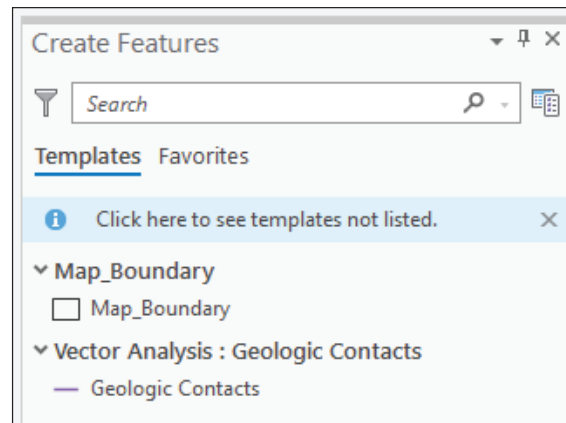 Create Features
Search
Templates Favorites
Click here to see templates not listed.
Map_Boundary
Map_Boundary
Vector Analysis : Geologic Contacts
Geologic Contacts